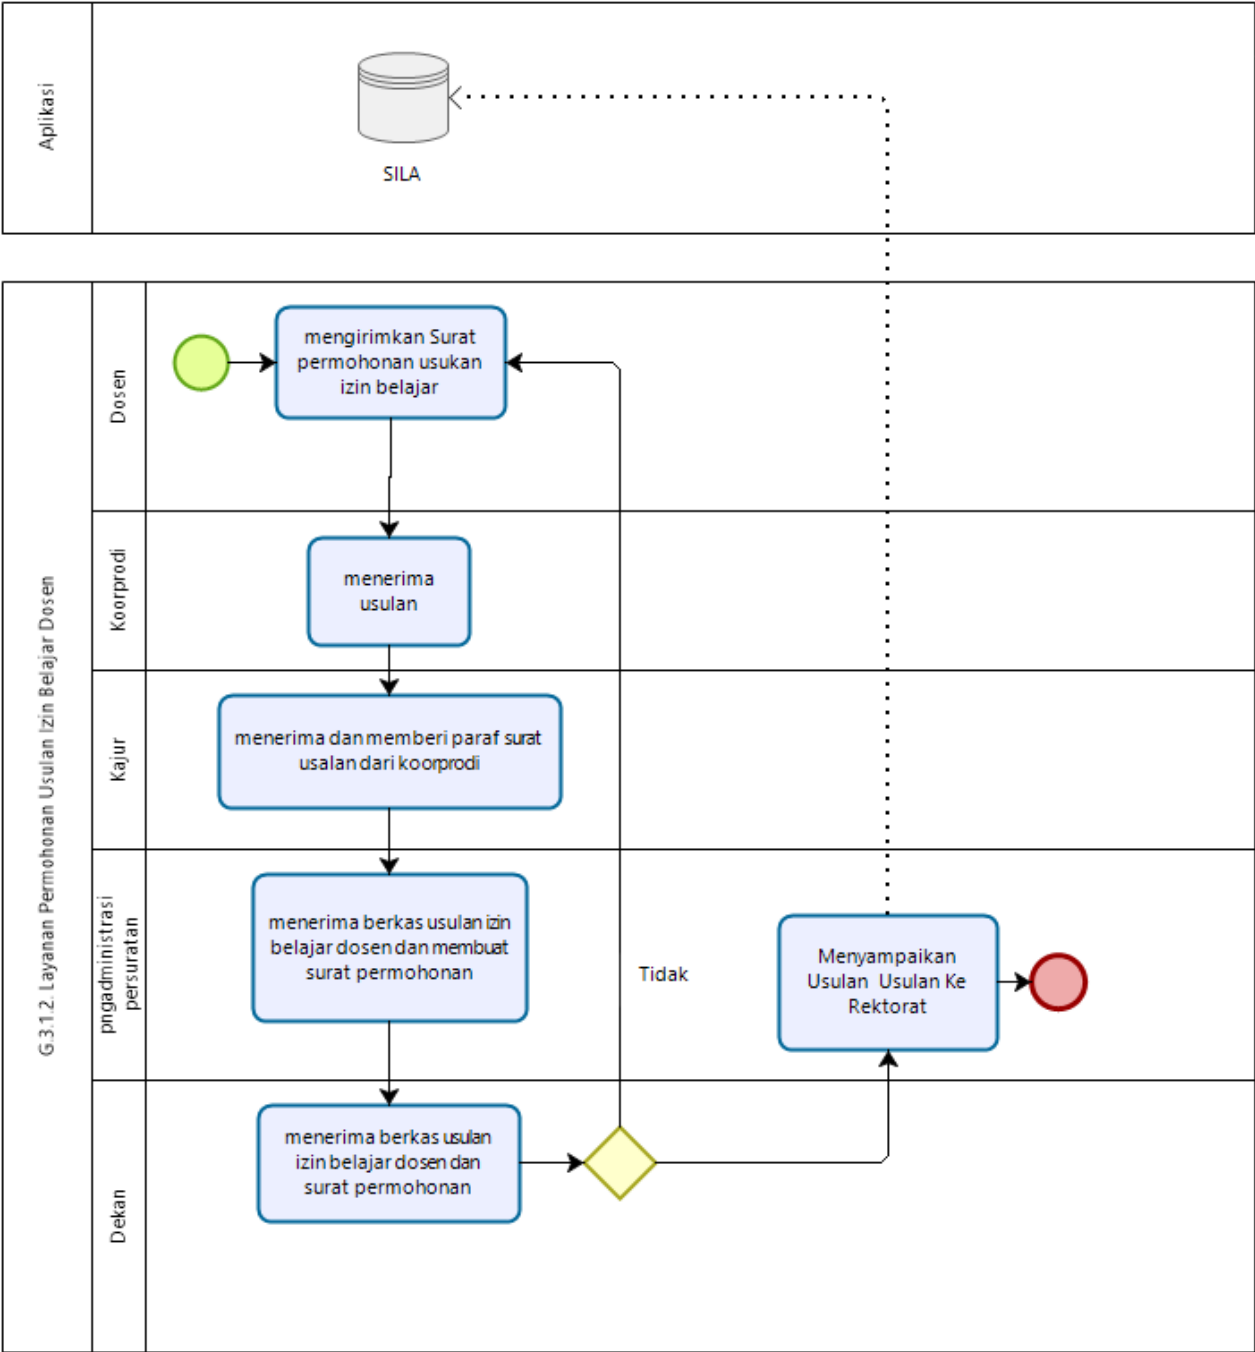 Aplikasi
SILA
G.3.1.2. Layanan Permohonan Usulan Izin Belajar Dosen
Dosen
mengirimkan Surat
permohonan usukan
izin belajar
Koorprodi
menerima
usulan
Kajur
menerima dan memberi paraf surat
usalan dari koorprodi
pngadministrasi
persuratan
menerima berkas usulan izin
belajar dosen dan membuat
surat permohonan
Tidak
Menyampaikan
Usulan Usulan Ke
Rektorat
Dekan
menerima berkas usulan
izin belajar dosen dan
surat permohonan